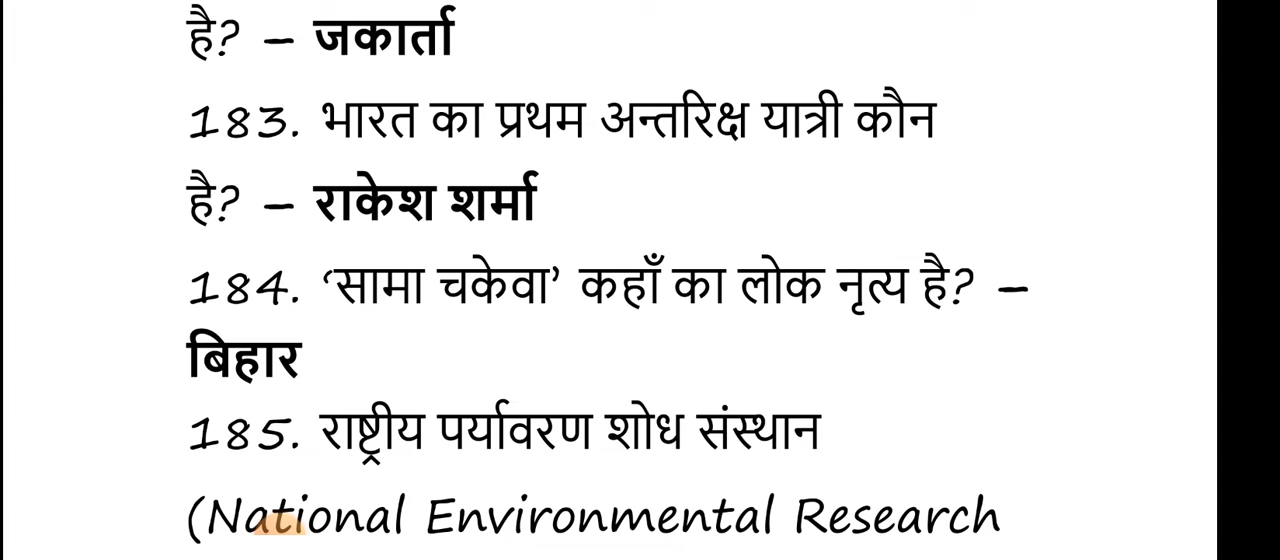 है? – जकार्ता
183. भारत का प्रथम अन्तरिक्ष यात्री कौन
है? – राकेश शर्मा
184. ‘सामा चकेवा’ कहाँ का लोक नृत्य है? –
बिहार
185. राष्ट्रीय पर्यावरण शोध संस्थान
(National Environmental Research